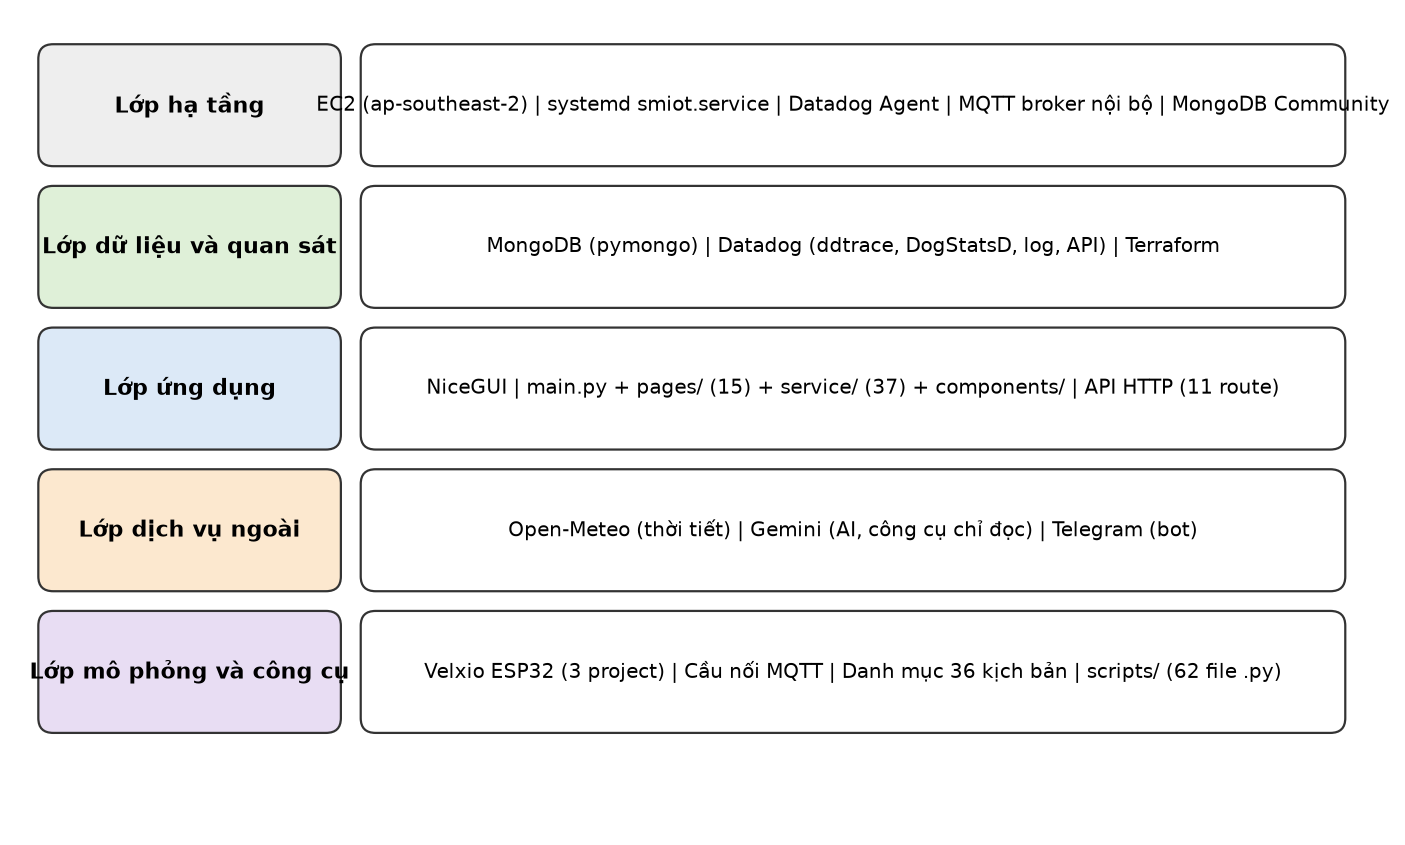 Lớp hạ tầng
EC2 (ap-southeast-2) | systemd smiot.service | Datadog Agent | MQTT broker nội bộ | MongoDB Community
Lớp dữ liệu và quan sát
MongoDB (pymongo) | Datadog (ddtrace, DogStatsD, log, API) | Terraform
Lớp ứng dụng
NiceGUI | main.py + pages/ (15) + service/ (37) + components/ | API HTTP (11 route)
Lớp dịch vụ ngoài
Open-Meteo (thời tiết) | Gemini (AI, công cụ chỉ đọc) | Telegram (bot)
Lớp mô phỏng và công cụ
Velxio ESP32 (3 project) | Cầu nối MQTT | Danh mục 36 kịch bản | scripts/ (62 file .py)